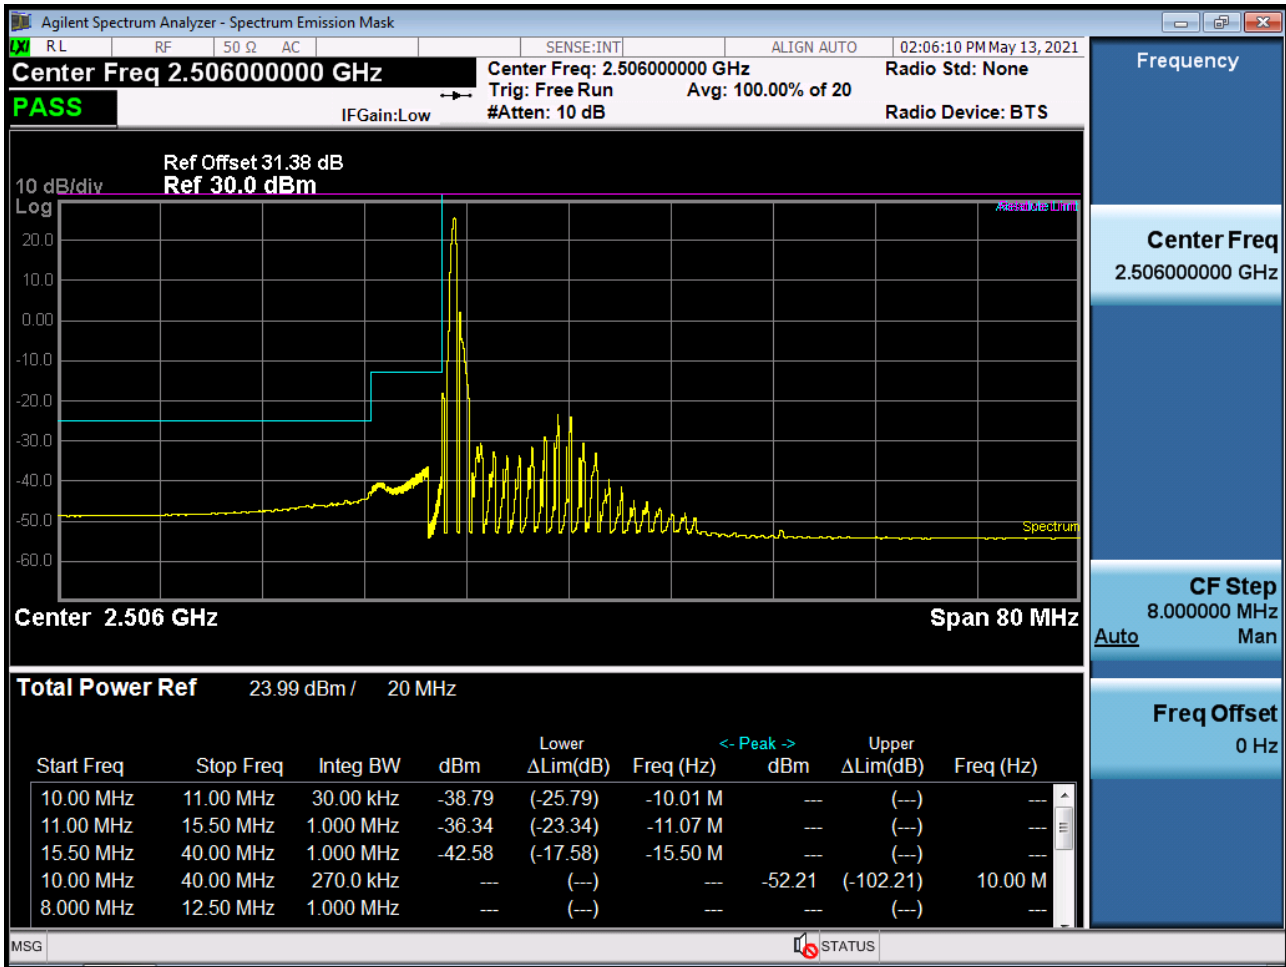 Agilent Spectrum Analyzer - Spectrum Emission Mask
LXI RL RF 50 Ω AC SENSE:INT ALIGN AUTO 02:06:10 PM May 13, 2021
Center Freq 2.506000000 GHz
Center Freq: 2.506000000 GHz Radio Std: None
Trig: Free Run Avg: 100.00% of 20
PASS IFGain:Low #Atten: 10 dB Radio Device: BTS
Ref Offset 31.38 dB
10 dB/div Ref 30.0 dBm
Log
Absolute Limit
20.0
10.0
0.00
-10.0
-20.0
-30.0
-40.0
-50.0
Spectrum
-60.0
Center 2.506 GHz Span 80 MHz
Total Power Ref 23.99 dBm / 20 MHz
Lower <- Peak -> Upper
Start Freq Stop Freq Integ BW dBm ΔLim(dB) Freq (Hz) dBm ΔLim(dB) Freq (Hz)
10.00 MHz 11.00 MHz 30.00 kHz -38.79 (-25.79) -10.01 M --- (---) ---
11.00 MHz 15.50 MHz 1.000 MHz -36.34 (-23.34) -11.07 M --- (---) ---
15.50 MHz 40.00 MHz 1.000 MHz -42.58 (-17.58) -15.50 M --- (---) ---
10.00 MHz 40.00 MHz 270.0 kHz --- (---) --- -52.21 (-102.21) 10.00 M
8.000 MHz 12.50 MHz 1.000 MHz --- (---) --- --- (---) ---
MSG STATUS
Frequency
Center Freq
2.506000000 GHz
CF Step
8.000000 MHz
Auto Man
Freq Offset
0 Hz